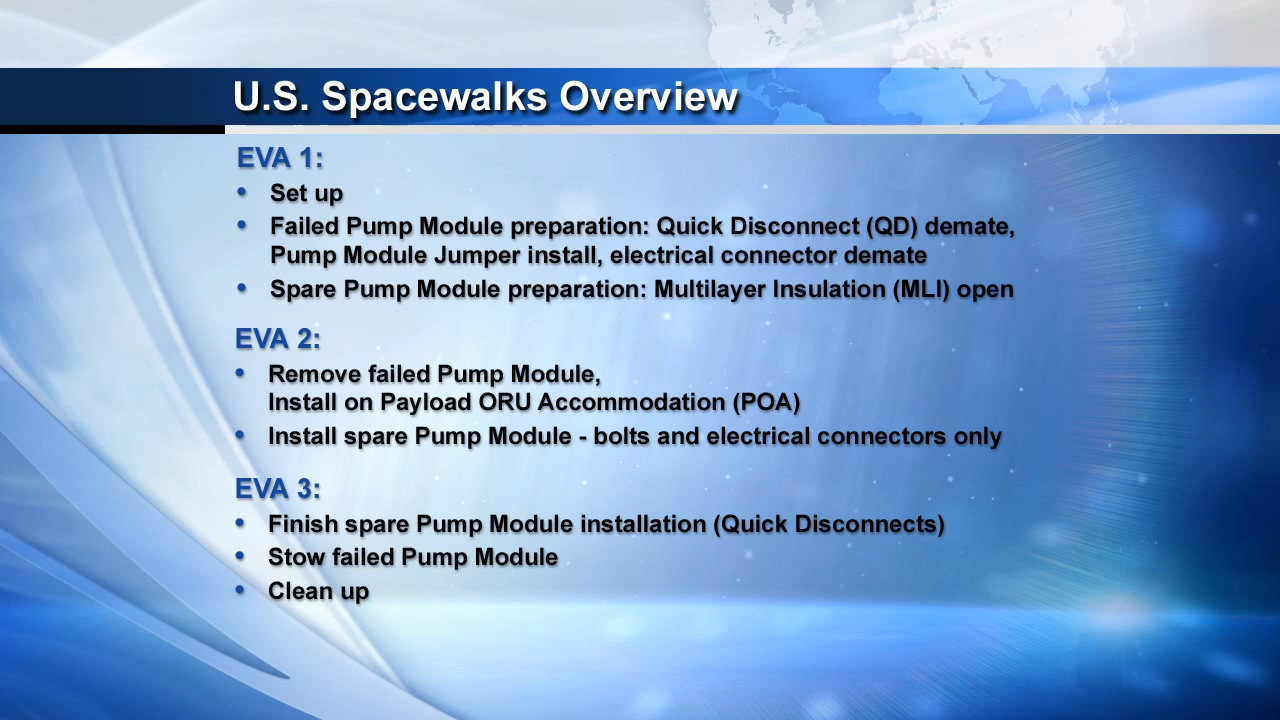 U.S. Spacewalks Overview
EVA 1:
• Set up
• Failed Pump Module preparation: Quick Disconnect (QD) demate,
Pump Module Jumper install, electrical connector demate
• Spare Pump Module preparation: Multilayer Insulation (MLI) open
EVA 2:
• Remove failed Pump Module,
Install on Payload ORU Accommodation (POA)
• Install spare Pump Module - bolts and electrical connectors only
EVA 3:
• Finish spare Pump Module installation (Quick Disconnects)
• Stow failed Pump Module
• Clean up